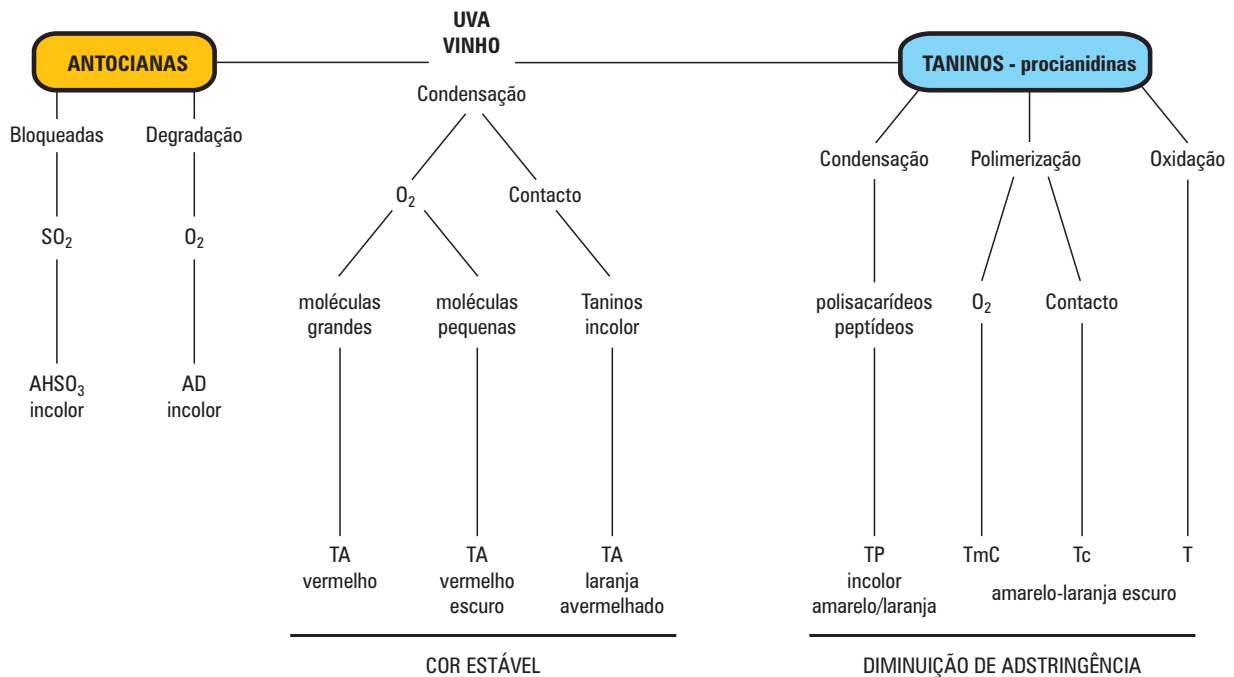 UVA
VINHO
ANTOCIANAS
TANINOS - procianidinas
Condensação
Bloqueadas
Degradação
Condensação
Polimerização
Oxidação
O₂
Contacto
SO₂
O₂
moléculas
grandes
moléculas
pequenas
Taninos
incolor
polisacarídeos
peptídeos
O₂
Contacto
AHSO₃
incolor
AD
incolor
TA
vermelho
TA
vermelho
escuro
TA
laranja
avermelhado
TP
incolor
amarelo/laranja
TmC
Tc
T
amarelo-laranja escuro
COR ESTÁVEL
DIMINUIÇÃO DE ADSTRINGÊNCIA